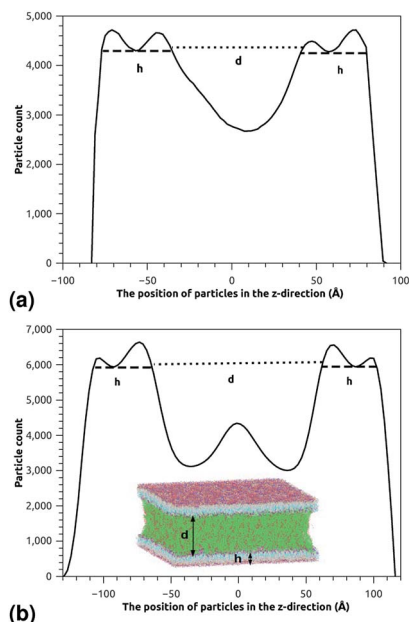 5,000
4,000
3,000
2,000
1,000
0
Particle count
h
d
h
−100
−50
0
50
100
The position of particles in the z-direction (Å)
(a)
7,000
6,000
5,000
4,000
3,000
2,000
1,000
0
Particle count
h
d
h
d
h
−100
−50
0
50
100
The position of particles in the z-direction (Å)
(b)